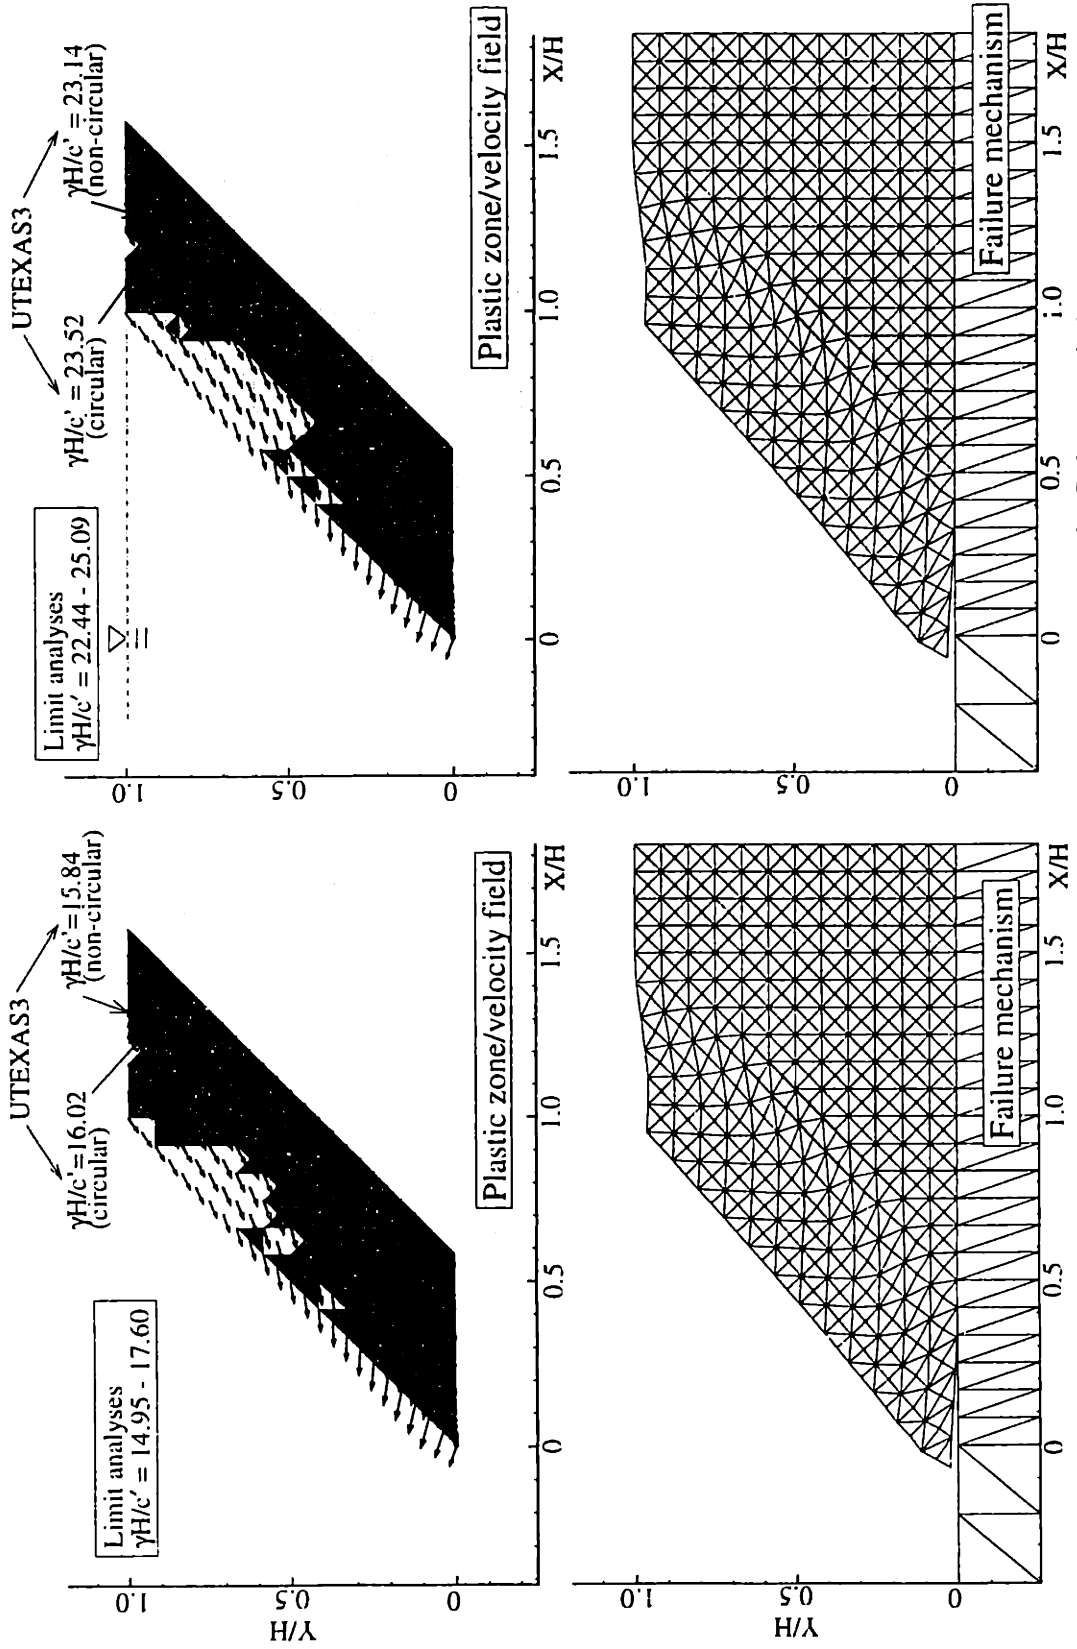 UTEXAS3
γH/c'=16.02
(circular)
γH/c'=15.84
(non-circular)
Limit analyses
γH/c' = 14.95 - 17.60
Y/H
1.0
0.5
0
0
0.5
1.0
1.5
X/H
Plastic zone/velocity field
Y/H
1.0
0.5
0
Failure mechanism
0
0.5
1.0
1.5
X/H
UTEXAS3
γH/c' = 23.52
(circular)
γH/c' = 23.14
(non-circular)
Limit analyses
γH/c' = 22.44 - 25.09
1.0
0.5
0
0
0.5
1.0
1.5
X/H
Plastic zone/velocity field
1.0
0.5
0
Failure mechanism
0
0.5
1.0
1.5
X/H